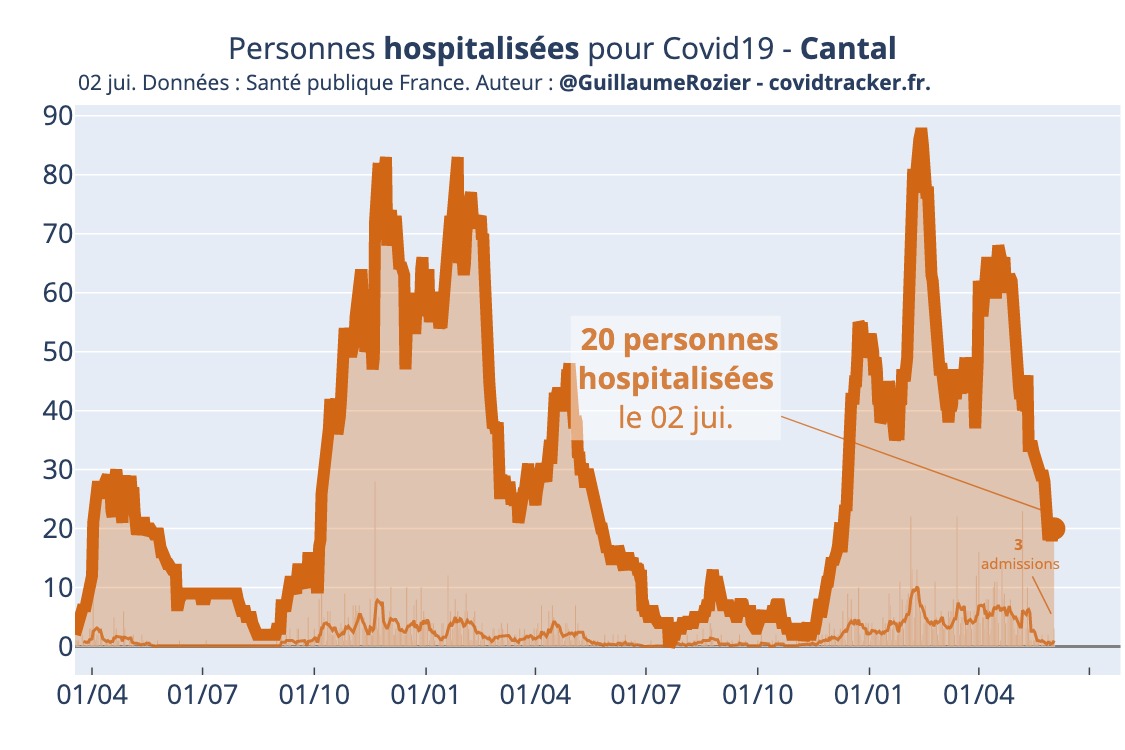 Personnes hospitalisées pour Covid19 - Cantal
02 jui. Données : Santé publique France. Auteur : @GuillaumeRozier - covidtracker.fr.
90
80
70
60
50
40
30
20
10
0
20 personnes
hospitalisées
le 02 jui.
3
admissions
01/04 01/07 01/10 01/01 01/04 01/07 01/10 01/01 01/04